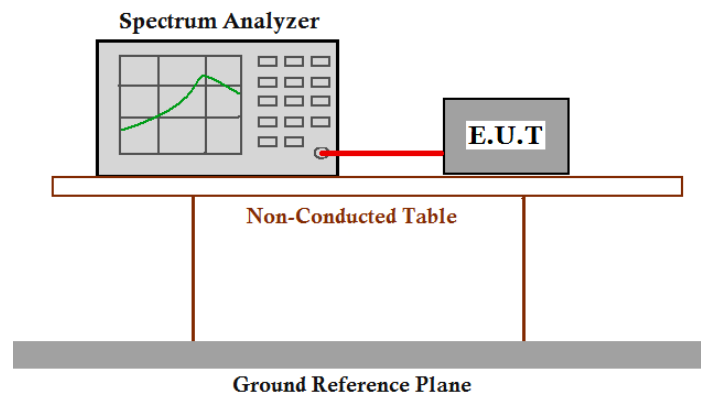 Spectrum Analyzer
E.U.T
Non-Conducted Table
Ground Reference Plane